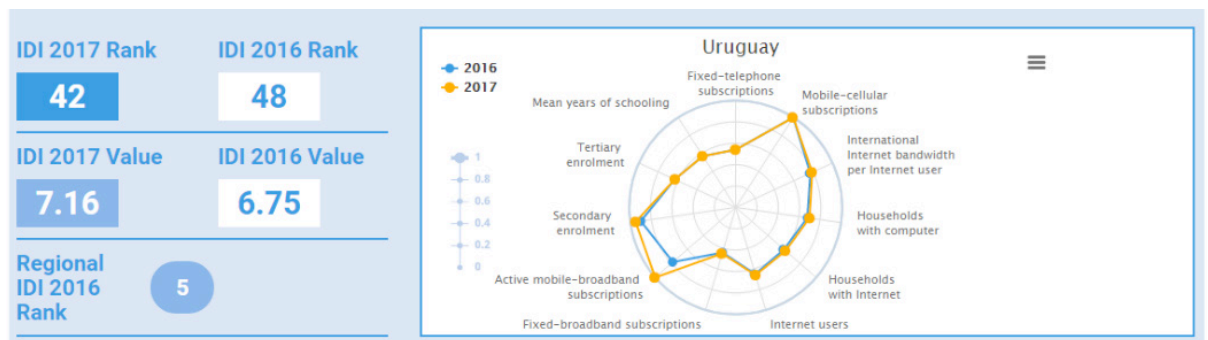 IDI 2017 Rank
IDI 2016 Rank
42
48
IDI 2017 Value
IDI 2016 Value
7.16
6.75
Regional
IDI 2016
Rank
5
Uruguay
2016
2017
1
0.8
0.6
0.4
0.2
0
Fixed-telephone
subscriptions
Mobile-cellular
subscriptions
International
Internet bandwidth
per Internet user
Households
with computer
Households
with Internet
Internet users
Fixed-broadband subscriptions
Active mobile-broadband
subscriptions
Secondary
enrolment
Tertiary
enrolment
Mean years of schooling